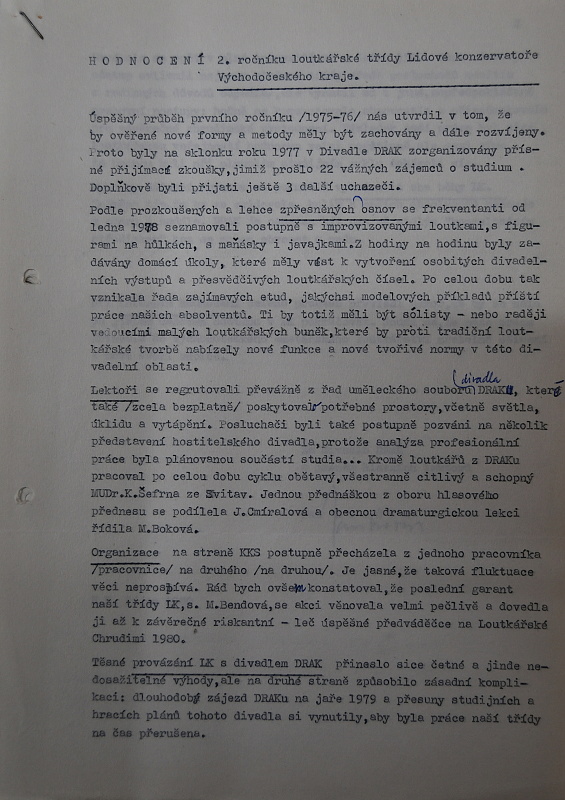 H O D N O C E N Í 2. ročníku loutkářské třídy Lidové konzervatoře
Východočeského kraje.
Úspěšný průběh prvního ročníku /1975-76/ nás utvrdil v tom, že
by ověřené nové formy a metody měly být zachovány a dále rozvíjeny.
Proto byly na sklonku roku 1977 v Divadle DRAK zorganizovány přís-
né přijímací zkoušky,jimiž prošlo 22 vážných zájemců o studium .
Doplňkově byli přijati ještě 3 další uchazeči.
Podle prozkoušených a lehce zpřesněných osnov se frekventanti od
ledna 1978 seznamovali postupně s improvizovanými loutkami,s figu-
rami na hůlkách, s maňásky i javajkami.Z hodiny na hodinu byly za-
dávány domácí úkoly, které měly vést k vytvoření osobitých divadel-
ních výstupů a přesvědčivých loutkářských čísel. Po celou dobu tak
vznikala řada zajímavých etud, jakýchsi modelových příkladů příští
práce našich absolventů. Ti by totiž měli být sólisty - nebo raději
vedoucími malých loutkářských buněk,které by proti tradiční lout-
kářské tvorbě nabízely nové funkce a nové tvořivé normy v této di-
vadelní oblasti.
divadla
Lektoři se regrutovali převážně z řad uměleckého souboru DRAK, které
také /zcela bezplatně/ poskytovalo potřebné prostory,včetně světla,
úklidu a vytápění. Posluchači byli také postupně pozváni na několik
představení hostitelského divadla,protože analýza profesionální
práce byla plánovanou součástí studia... Kromě loutkářů z DRAKu
pracoval po celou dobu cyklu obětavý,všestranně citlivý a schopný
MUDr.K.Šefrna ze Svitav. Jednou přednáškou z oboru hlasového
přednesu se podílela J.Cmíralová a obecnou dramaturgickou lekci
řídila M.Boková.
Organizace na straně KKS postupně přecházela z jednoho pracovníka
/pracovnice/ na druhého /na druhou/. Je jasné,že taková fluktuace
věci neprospívá. Rád bych ovšem konstatoval,že poslední garant
naší třídy LK,s. M.Bendová,se akci věnovala velmi pečlivě a dovedla
ji až k závěrečné riskantní - leč úspěšné předváděčce na Loutkářské
Chrudimi 1980.
Těsné provázání LK s divadlem DRAK přineslo sice četné a jinde ne-
dosažitelné výhody,ale na druhé straně způsobilo zásadní kompli-
kaci: dlouhodobý zájezd DRAKu na jaře 1979 a přesuny studijních a
hracích plánů tohoto divadla si vynutily,aby byla práce naší třídy
na čas přerušena.